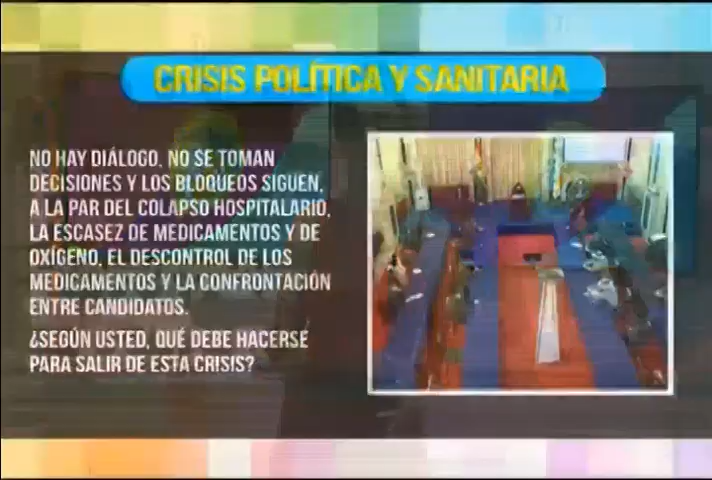 CRISIS POLÍTICA Y SANITARIA
NO HAY DIÁLOGO, NO SE TOMAN
DECISIONES Y LOS BLOQUEOS SIGUEN,
A LA PAR DEL COLAPSO HOSPITALARIO,
LA ESCASEZ DE MEDICAMENTOS Y DE
OXÍGENO, EL DESCONTROL DE LOS
MEDICAMENTOS Y LA CONFRONTACIÓN
ENTRE CANDIDATOS.
¿SEGÚN USTED, QUÉ DEBE HACERSE
PARA SALIR DE ESTA CRISIS?